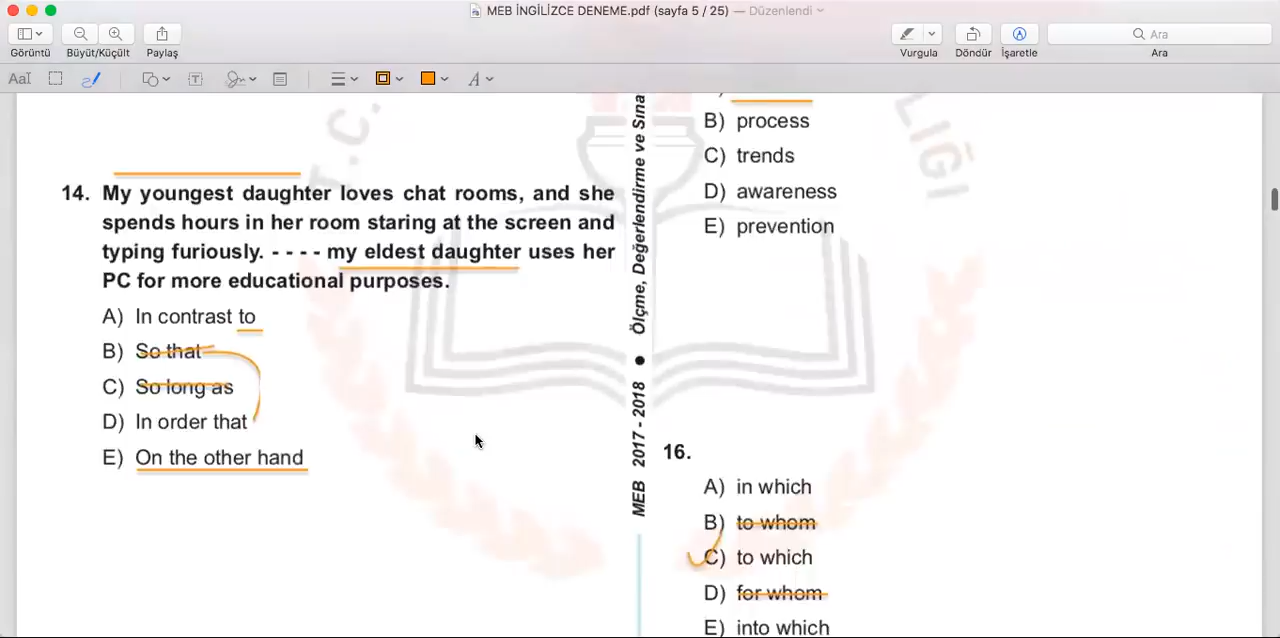 MEB İNGİLİZCE DENEME.pdf (sayfa 5 / 25) — Düzenlendi
Görüntü
Büyüt/Küçült
Paylaş
Vurgula
Döndür
İşaretle
Ara
Ara
AaI
T
A
T.C.
LIĞI
14. My youngest daughter loves chat rooms, and she
spends hours in her room staring at the screen and
typing furiously. - - - - my eldest daughter uses her
PC for more educational purposes.
A) In contrast to
B) So that
C) So long as
D) In order that
E) On the other hand
MEB 2017 - 2018 ● Ölçme, Değerlendirme ve Sına
B) process
C) trends
D) awareness
E) prevention
16.
A) in which
B) to whom
C) to which
D) for whom
E) into which